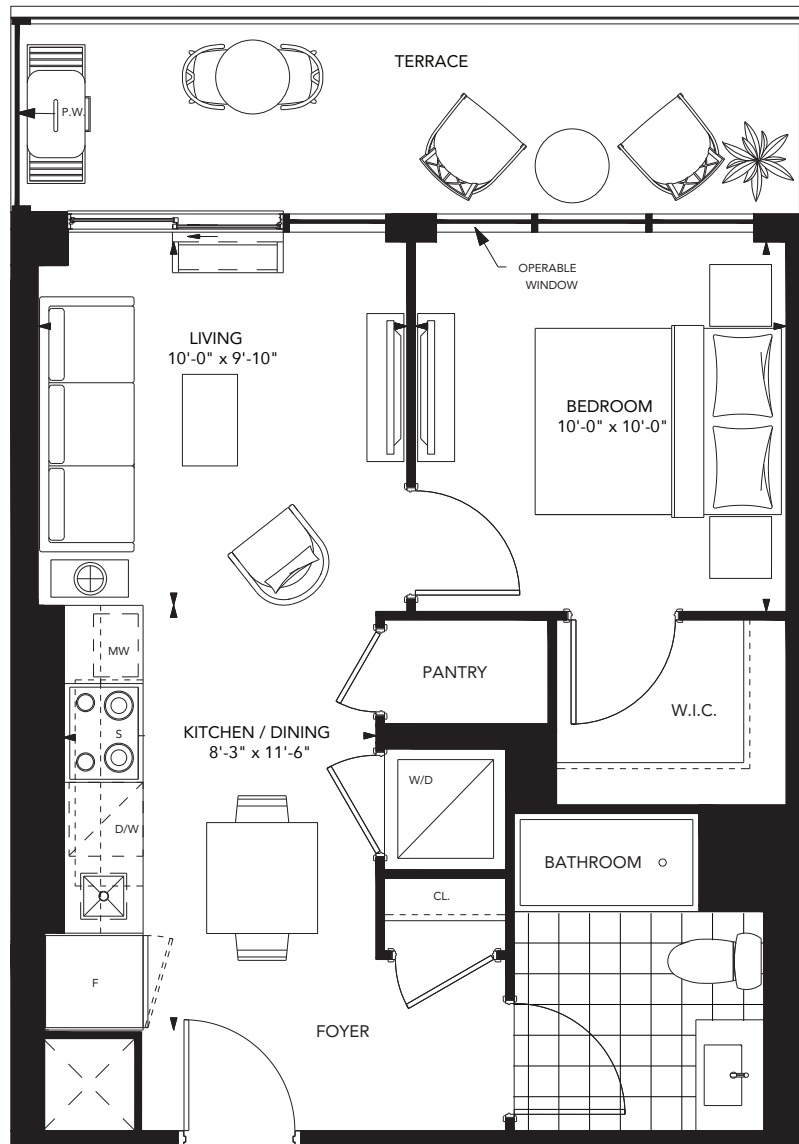 TERRACE
P.W.
OPERABLE
WINDOW
LIVING
10'-0" x 9'-10"
BEDROOM
10'-0" x 10'-0"
MW
PANTRY
W.I.C.
S
KITCHEN / DINING
8'-3" x 11'-6"
W/D
D/W
BATHROOM
CL.
F
FOYER